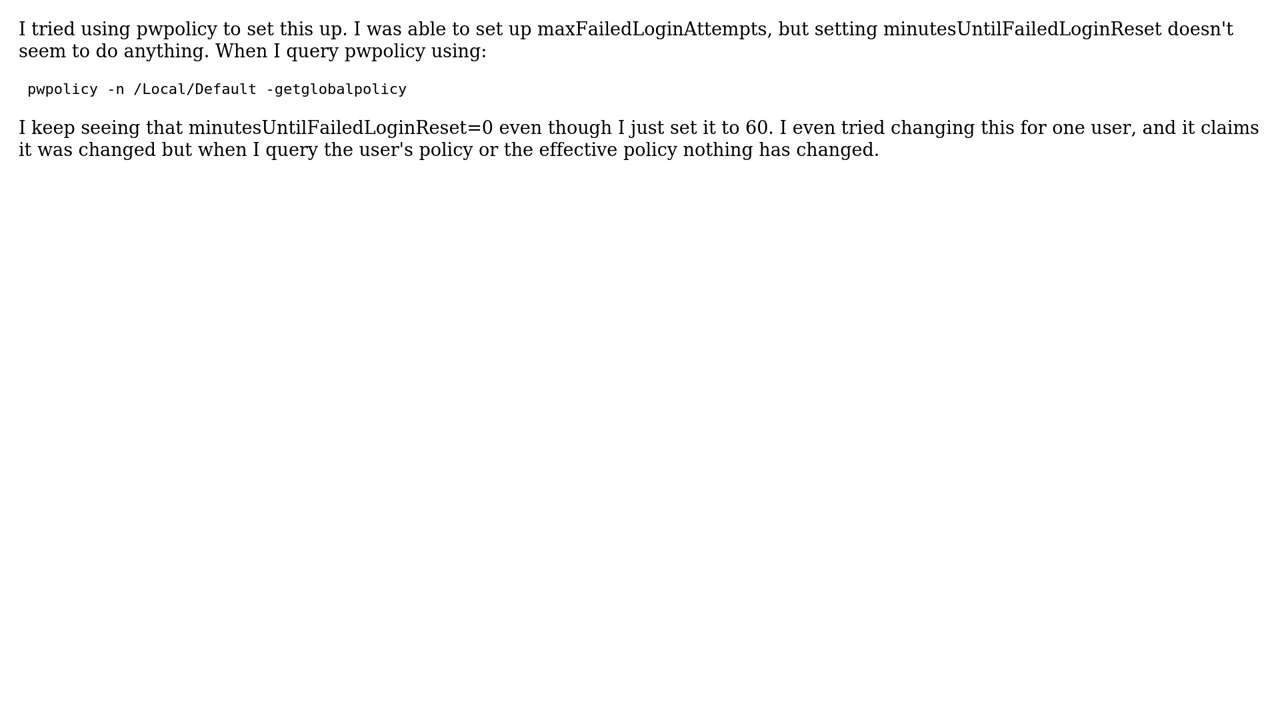 I tried using pwpolicy to set this up. I was able to set up maxFailedLoginAttempts, but setting minutesUntilFailedLoginReset doesn't
seem to do anything. When I query pwpolicy using:
pwpolicy -n /Local/Default -getglobalpolicy
I keep seeing that minutesUntilFailedLoginReset=0 even though I just set it to 60. I even tried changing this for one user, and it claims
it was changed but when I query the user's policy or the effective policy nothing has changed.